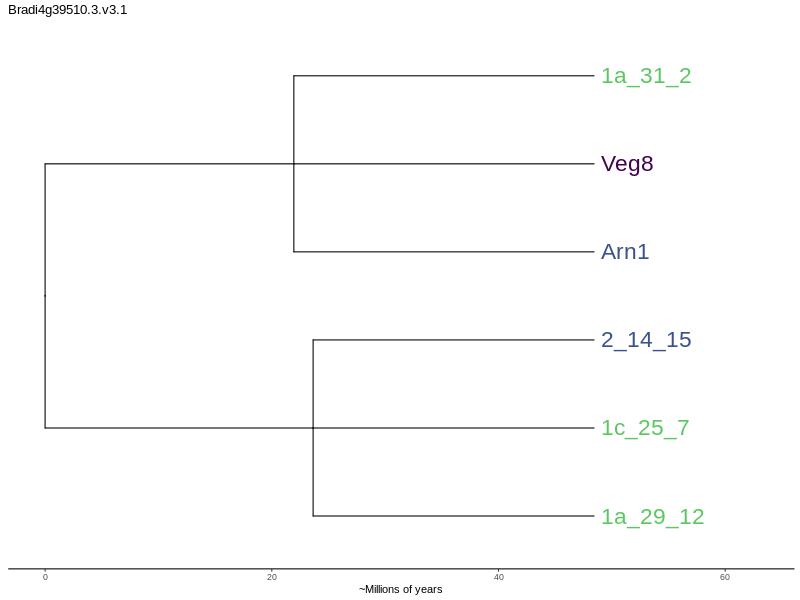 Bradi4g39510.3.v3.1
1a_31_2
Veg8
Arn1
2_14_15
1c_25_7
1a_29_12
0 20 40 60
~Millions of years